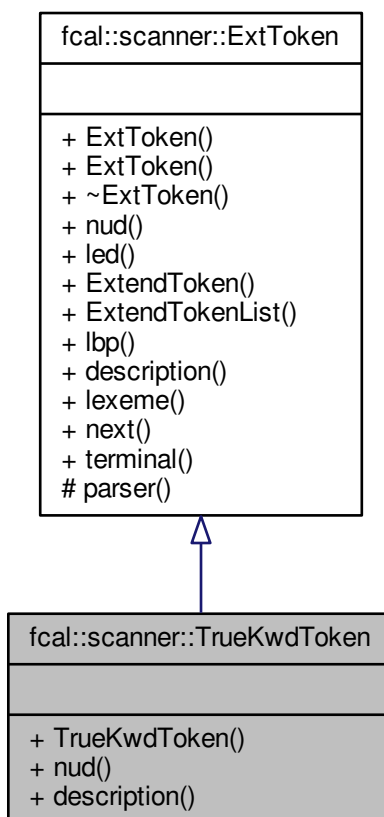 fcal::scanner::ExtToken
+ ExtToken()
+ ExtToken()
+ ~ExtToken()
+ nud()
+ led()
+ ExtendToken()
+ ExtendTokenList()
+ lbp()
+ description()
+ lexeme()
+ next()
+ terminal()
# parser()
fcal::scanner::TrueKwdToken
+ TrueKwdToken()
+ nud()
+ description()